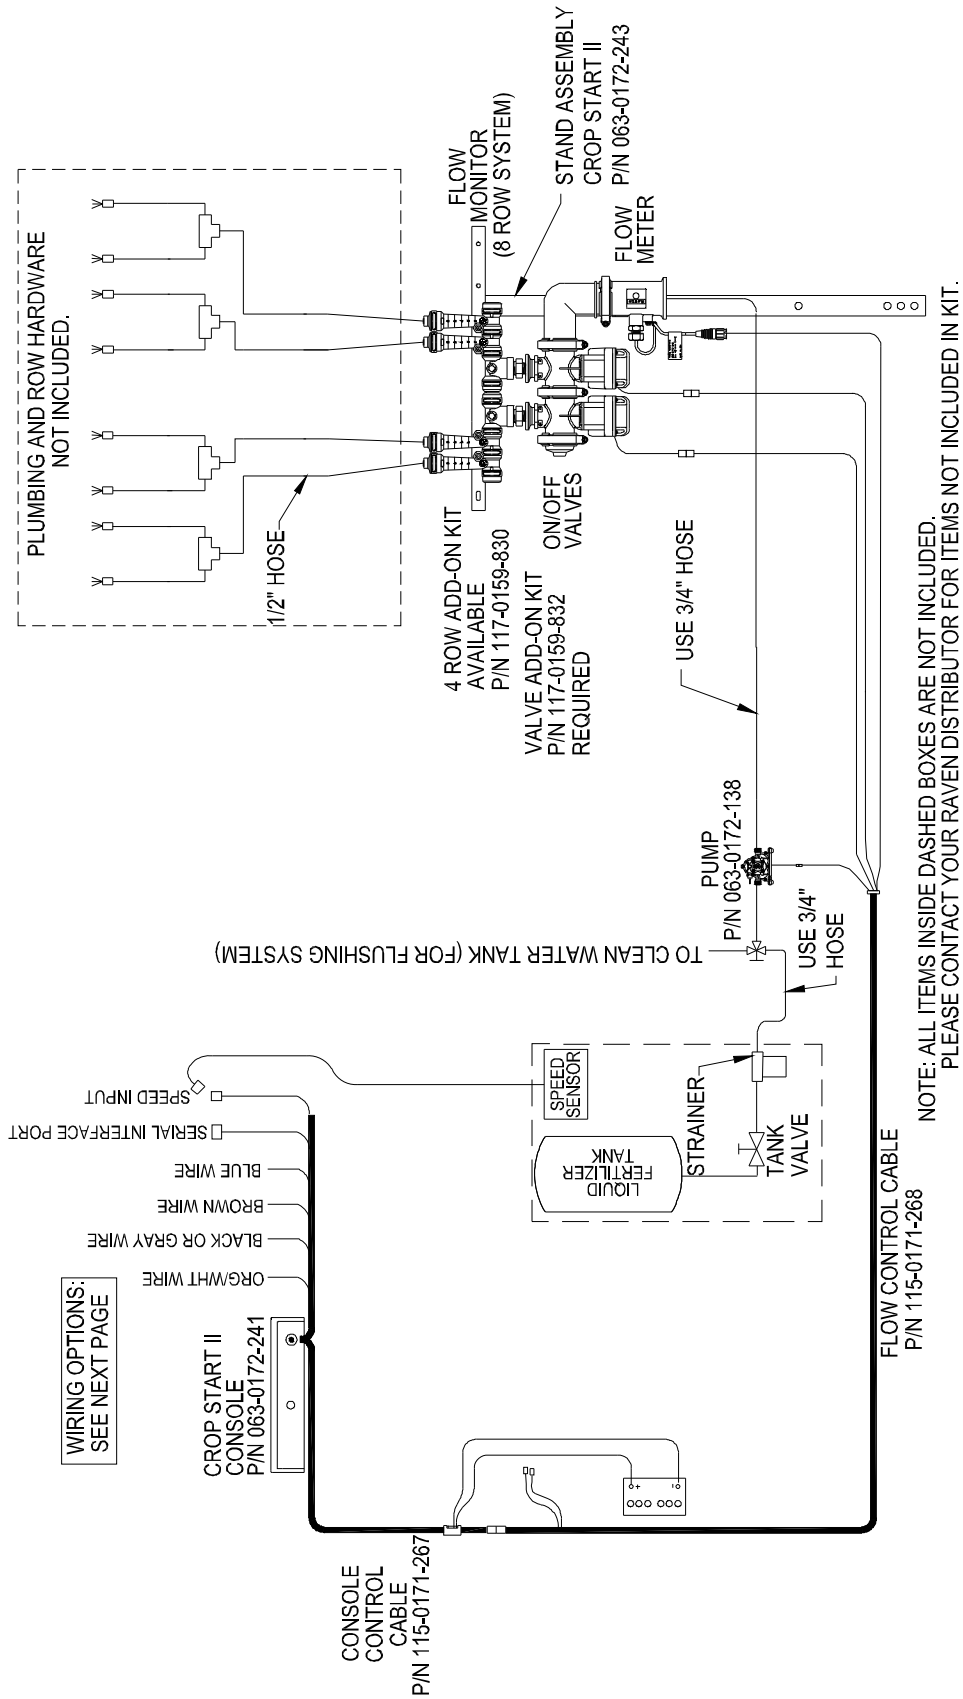 PLUMBING AND ROW HARDWARE
NOT INCLUDED.
1/2" HOSE
FLOW
MONITOR
(8 ROW SYSTEM)
STAND ASSEMBLY
CROP START II
P/N 063-0172-243
FLOW
METER
4 ROW ADD-ON KIT
AVAILABLE
P/N 117-0159-830
VALVE ADD-ON KIT
P/N 117-0159-832
REQUIRED
ON/OFF
VALVES
USE 3/4" HOSE
PUMP
P/N 063-0172-138
TO CLEAN WATER TANK (FOR FLUSHING SYSTEM)
USE 3/4"
HOSE
SPEED
SENSOR
STRAINER
LIQUID
FERTILIZER
TANK
TANK
VALVE
SPEED INPUT
SERIAL INTERFACE PORT
BLUE WIRE
BROWN WIRE
BLACK OR GRAY WIRE
ORG/WHT WIRE
WIRING OPTIONS:
SEE NEXT PAGE
CROP START II
CONSOLE
P/N 063-0172-241
CONSOLE
CONTROL
CABLE
P/N 115-0171-267
+
-
FLOW CONTROL CABLE
P/N 115-0171-268
NOTE: ALL ITEMS INSIDE DASHED BOXES ARE NOT INCLUDED.
PLEASE CONTACT YOUR RAVEN DISTRIBUTOR FOR ITEMS NOT INCLUDED IN KIT.